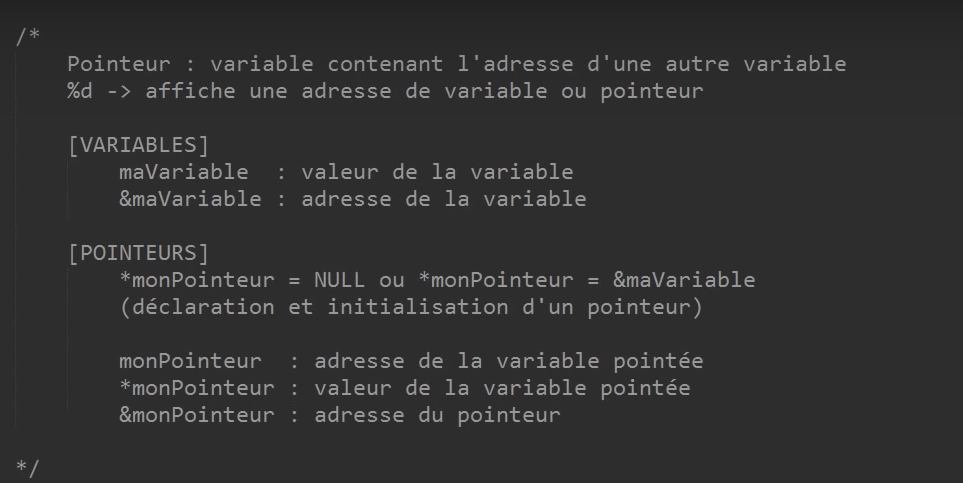 /*
Pointeur : variable contenant l'adresse d'une autre variable
%d -> affiche une adresse de variable ou pointeur
[VARIABLES]
maVariable  : valeur de la variable
&maVariable : adresse de la variable
[POINTEURS]
*monPointeur = NULL ou *monPointeur = &maVariable
(déclaration et initialisation d'un pointeur)
monPointeur  : adresse de la variable pointée
*monPointeur : valeur de la variable pointée
&monPointeur : adresse du pointeur
*/